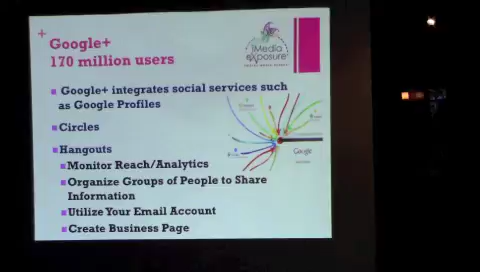 +
Google+
170 million users
iMedia
eXposure
Google+ integrates social services such
as Google Profiles
Circles
Hangouts
Monitor Reach/Analytics
Organize Groups of People to Share
Information
Utilize Your Email Account
Create Business Page
Google